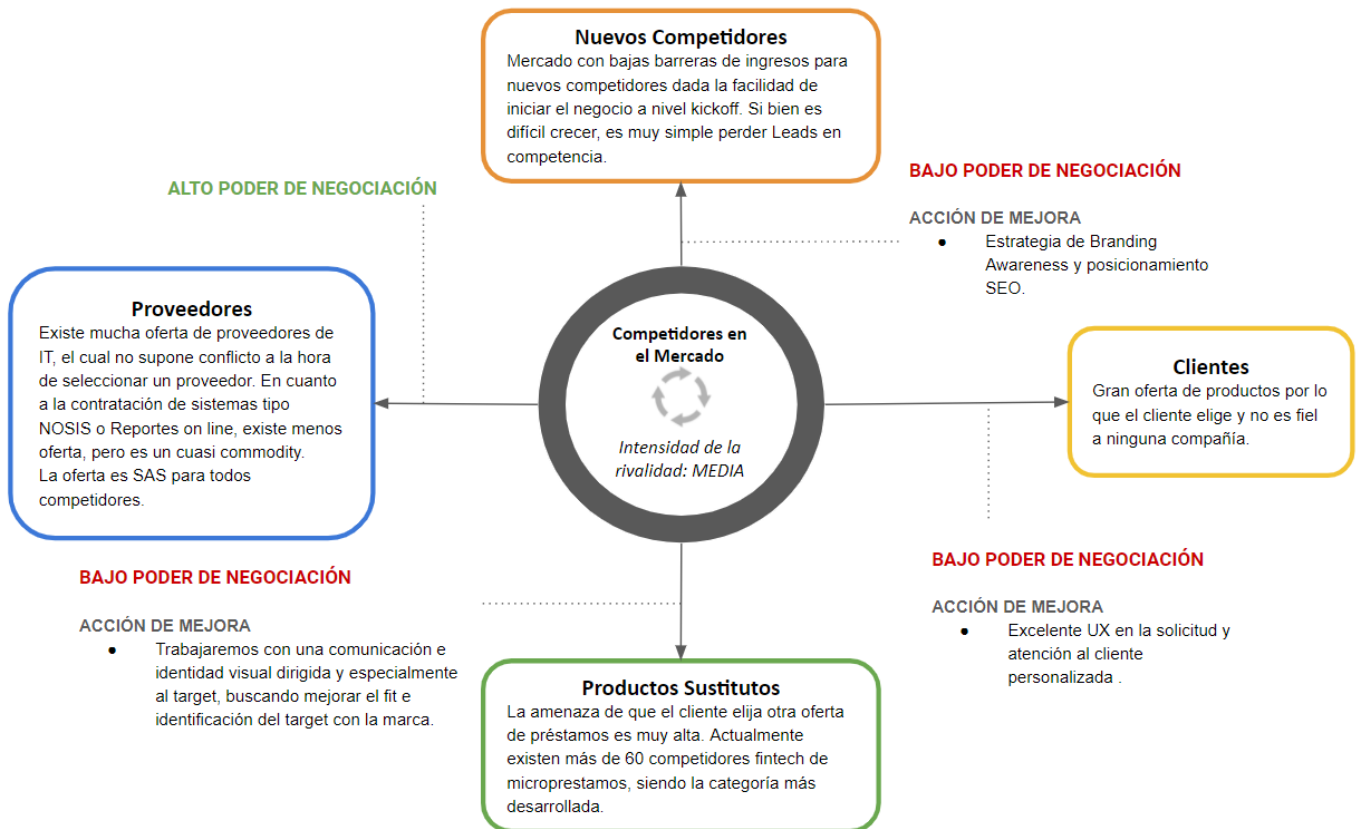 Nuevos Competidores
Mercado con bajas barreras de ingresos para
nuevos competidores dada la facilidad de
iniciar el negocio a nivel kickoff. Si bien es
difícil crecer, es muy simple perder Leads en
competencia.
ALTO PODER DE NEGOCIACIÓN
BAJO PODER DE NEGOCIACIÓN
ACCIÓN DE MEJORA
● Estrategia de Branding
Awareness y posicionamiento
SEO.
Proveedores
Existe mucha oferta de proveedores de
IT, el cual no supone conflicto a la hora
de seleccionar un proveedor. En cuanto
a la contratación de sistemas tipo
NOSIS o Reportes on line, existe menos
oferta, pero es un cuasi commodity.
La oferta es SAS para todos
competidores.
Competidores en
el Mercado
Intensidad de la
rivalidad: MEDIA
Clientes
Gran oferta de productos por lo
que el cliente elige y no es fiel
a ninguna compañía.
BAJO PODER DE NEGOCIACIÓN
ACCIÓN DE MEJORA
● Trabajaremos con una comunicación e
identidad visual dirigida y especialmente
al target, buscando mejorar el fit e
identificación del target con la marca.
BAJO PODER DE NEGOCIACIÓN
ACCIÓN DE MEJORA
● Excelente UX en la solicitud y
atención al cliente
personalizada .
Productos Sustitutos
La amenaza de que el cliente elija otra oferta
de préstamos es muy alta. Actualmente
existen más de 60 competidores fintech de
microprestamos, siendo la categoría más
desarrollada.